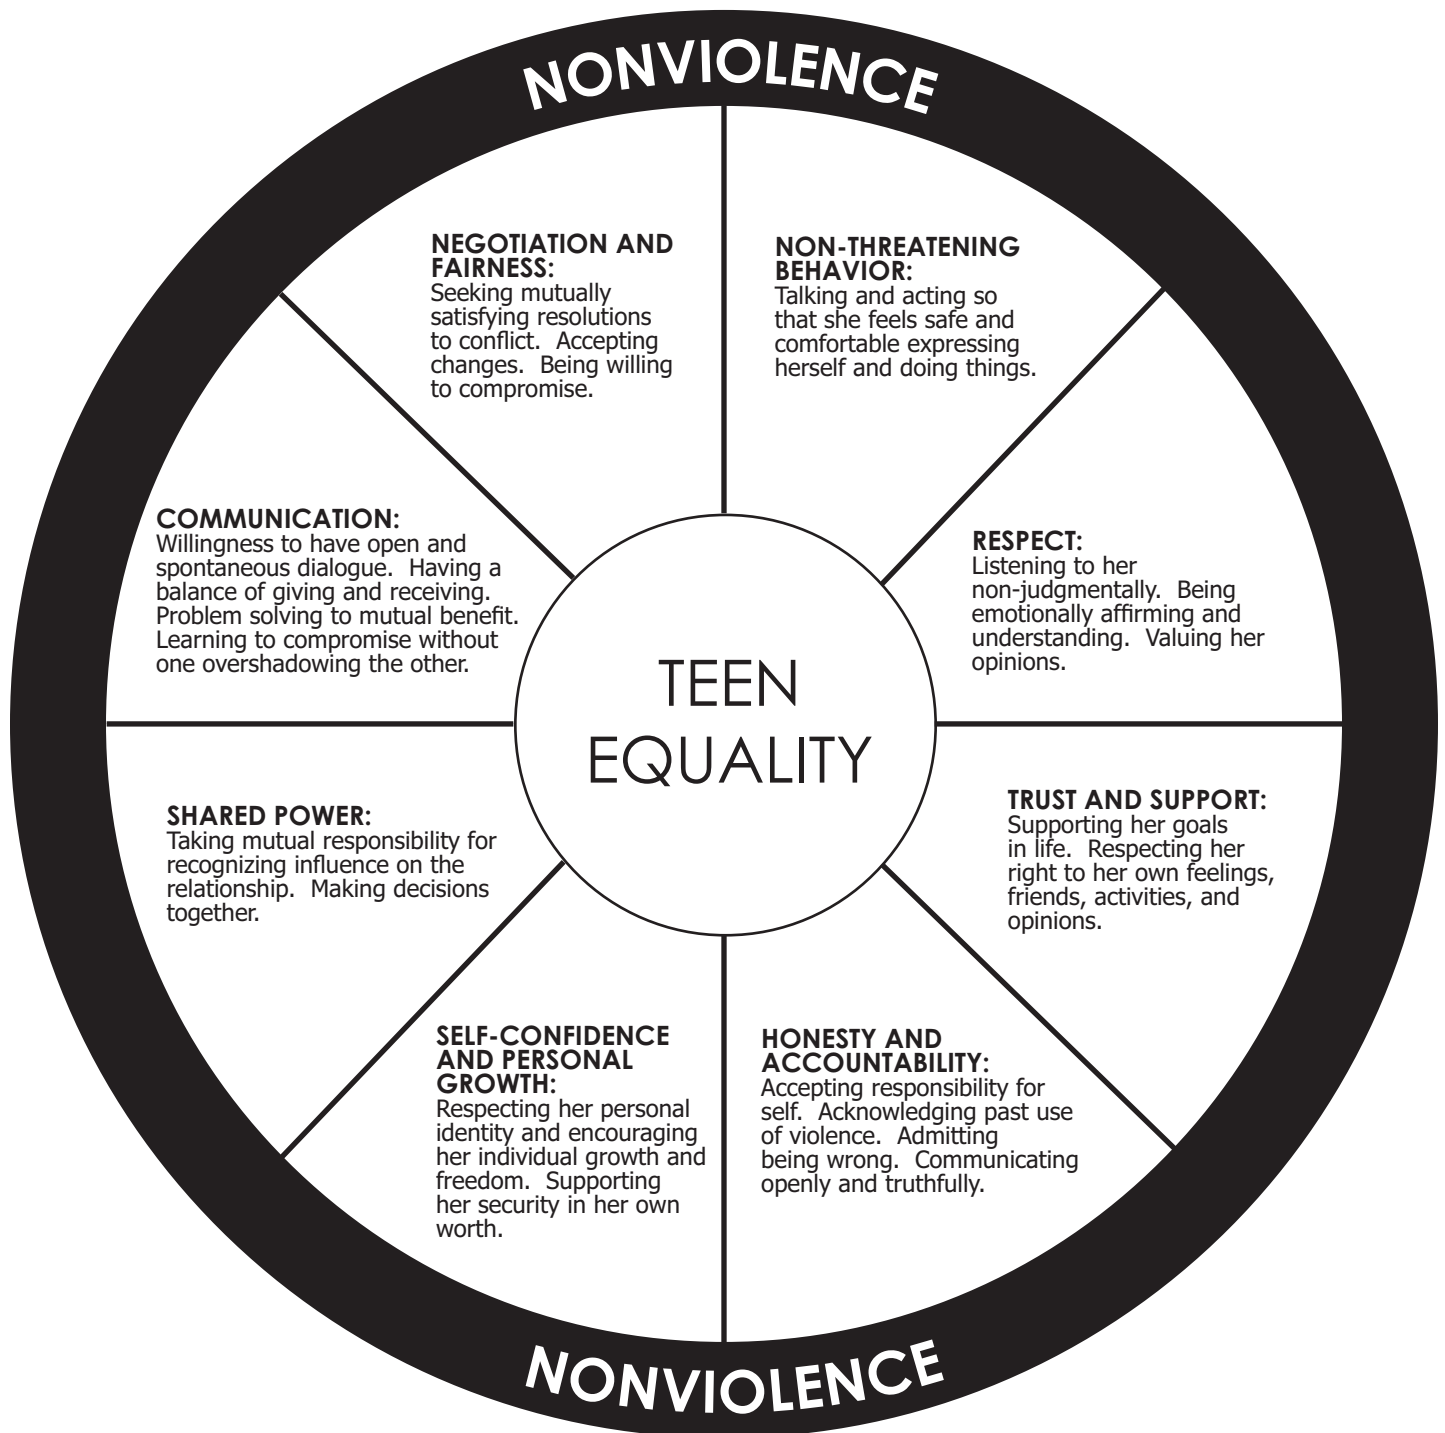 NONVIOLENCE
NEGOTIATION AND
FAIRNESS:
Seeking mutually
satisfying resolutions
to conflict.  Accepting
changes.  Being willing
to compromise.
NON-THREATENING
BEHAVIOR:
Talking and acting so
that she feels safe and
comfortable expressing
herself and doing things.
COMMUNICATION:
Willingness to have open and
spontaneous dialogue.  Having a
balance of giving and receiving.
Problem solving to mutual benefit.
Learning to compromise without
one overshadowing the other.
RESPECT:
Listening to her
non-judgmentally.  Being
emotionally affirming and
understanding.  Valuing her
opinions.
TEEN
EQUALITY
SHARED POWER:
Taking mutual responsibility for
recognizing influence on the
relationship.  Making decisions
together.
TRUST AND SUPPORT:
Supporting her goals
in life.  Respecting her
right to her own feelings,
friends, activities, and
opinions.
SELF-CONFIDENCE
AND PERSONAL
GROWTH:
Respecting her personal
identity and encouraging
her individual growth and
freedom.  Supporting
her security in her own
worth.
HONESTY AND
ACCOUNTABILITY:
Accepting responsibility for
self.  Acknowledging past use
of violence.  Admitting
being wrong.  Communicating
openly and truthfully.
NONVIOLENCE